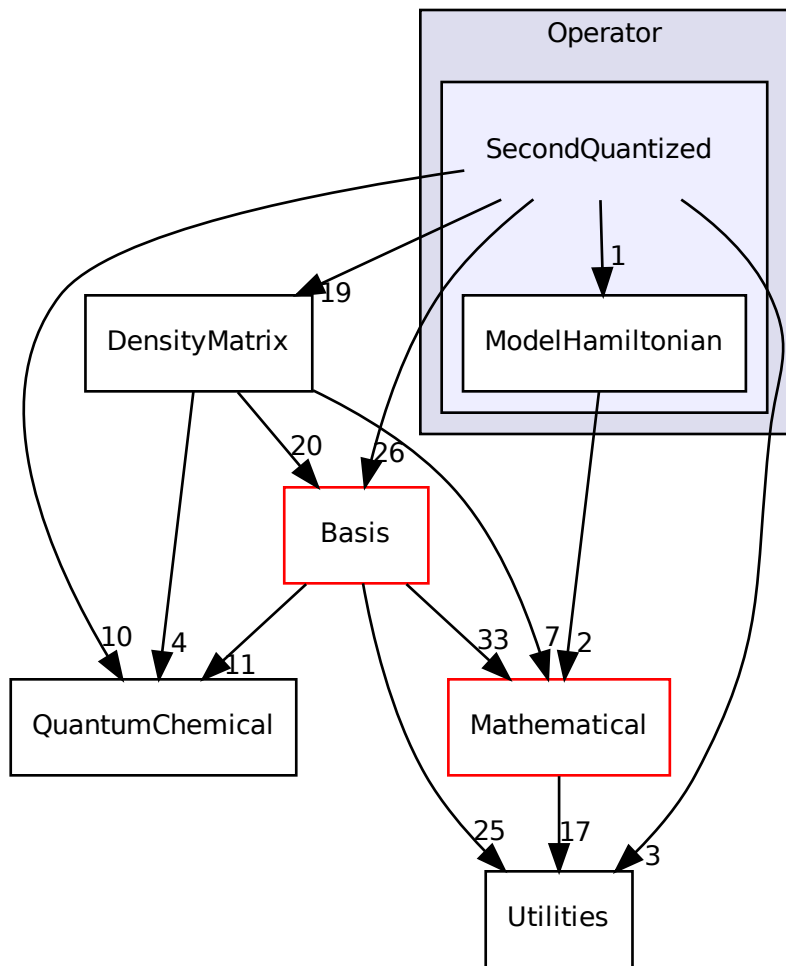 Operator
SecondQuantized
1
19
DensityMatrix
ModelHamiltonian
20
26
Basis
10
4
11
33
7
2
QuantumChemical
Mathematical
25
17
3
Utilities